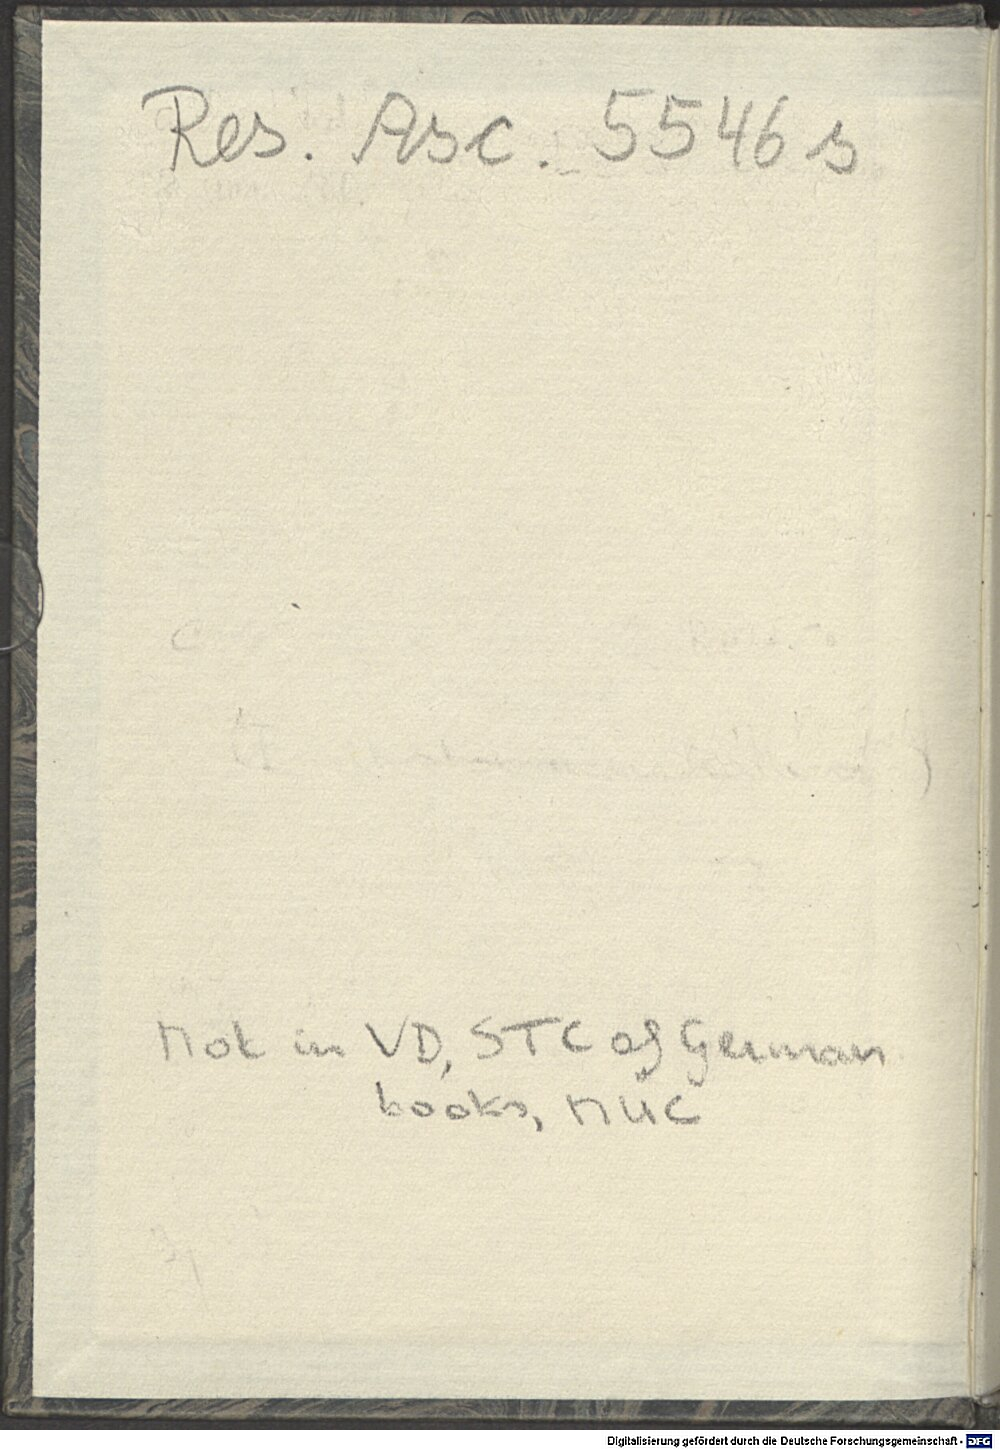 Res. Asc. 5546 s
Not in VD, STC of German
books, NUC
Digitalisierung gefördert durch die Deutsche Forschungsgemeinschaft - DFG